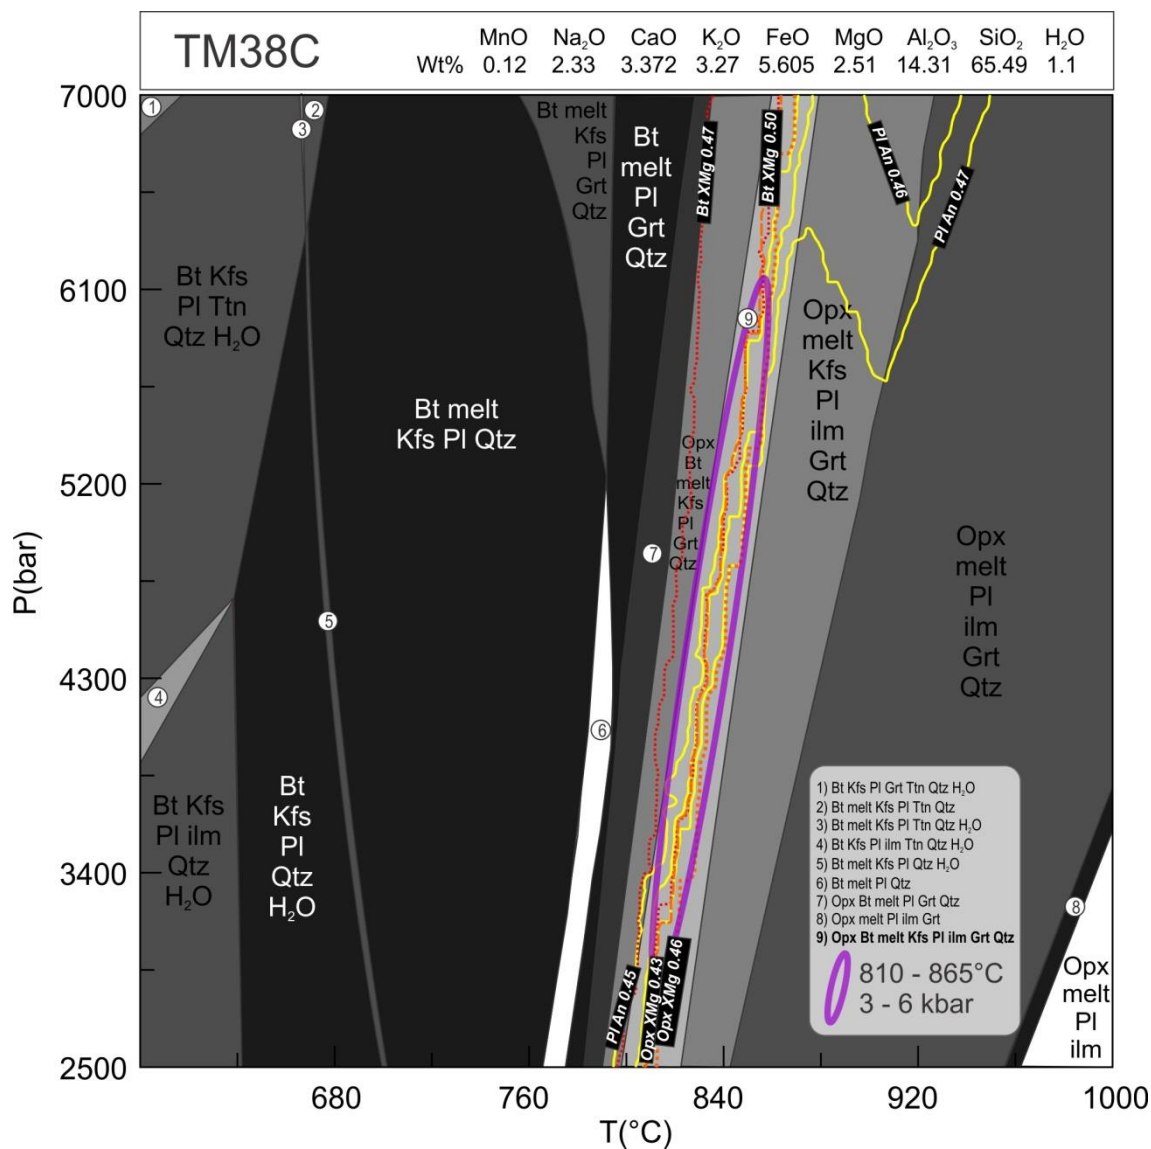 TM38C
MnO Na₂O CaO K₂O FeO MgO Al₂O₃ SiO₂ H₂O
Wt% 0.12 2.33 3.372 3.27 5.605 2.51 14.31 65.49 1.1
7000
6100
5200
4300
3400
2500
P(bar)
680 760 840 920 1000
T(°C)
1
2
3
Bt melt
Kfs
Pl
Grt
Qtz
Bt
melt
Pl
Grt
Qtz
Bt XMg 0.47
Bt XMg 0.50
Pl An 0.46
Pl An 0.47
Bt Kfs
Pl Ttn
Qtz H₂O
9
Opx
melt
Kfs
Pl
ilm
Grt
Qtz
Bt melt
Kfs Pl Qtz
Opx
Bt
melt
Kfs
Pl
Grt
Qtz
7
Opx
melt
Pl
ilm
Grt
Qtz
5
4
6
Bt Kfs
Pl ilm
Qtz
H₂O
Bt
Kfs
Pl
Qtz
H₂O
1) Bt Kfs Pl Grt Ttn Qtz H₂O
2) Bt melt Kfs Pl Ttn Qtz
3) Bt melt Kfs Pl Ttn Qtz H₂O
4) Bt Kfs Pl ilm Ttn Qtz H₂O
5) Bt melt Kfs Pl Qtz H₂O
6) Bt melt Pl Qtz
7) Opx Bt melt Pl Grt Qtz
8) Opx melt Pl ilm Grt
9) Opx Bt melt Kfs Pl ilm Grt Qtz
810 - 865°C
3 - 6 kbar
8
Pl An 0.45
Opx XMg 0.43
Opx XMg 0.46
Opx
melt
Pl
ilm